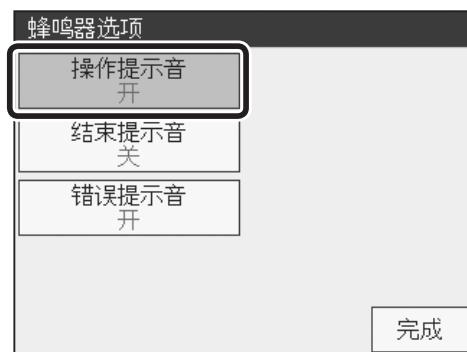 蜂鸣器选项
操作提示音
开
结束提示音
关
错误提示音
开
完成